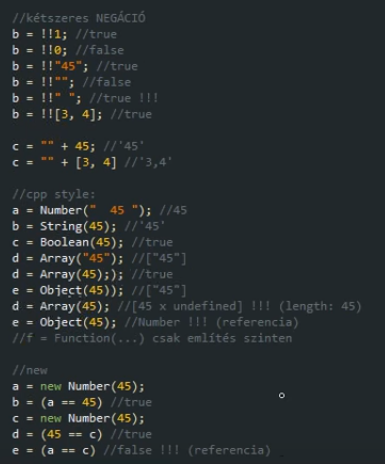 //kétszeres NEGÁCIÓ
b = !!1; //true
b = !!0; //false
b = !!"45"; //true
b = !!""; //false
b = !!" "; //true !!!
b = !![3, 4]; //true
c = "" + 45; //'45'
c = "" + [3, 4] //'3,4'
//cpp style:
a = Number("  45 "); //45
b = String(45); //'45'
c = Boolean(45); //true
d = Array("45"); //["45"]
d = Array(45);); //true
e = Object(45)); //["45"]
d = Array(45); //[45 x undefined] !!! (length: 45)
e = Object(45); //Number !!! (referencia)
//f = Function(...) csak említés szinten
//new
a = new Number(45);
b = (a == 45) //true
c = new Number(45);
d = (45 == c) //true
e = (a == c) //false !!! (referencia)